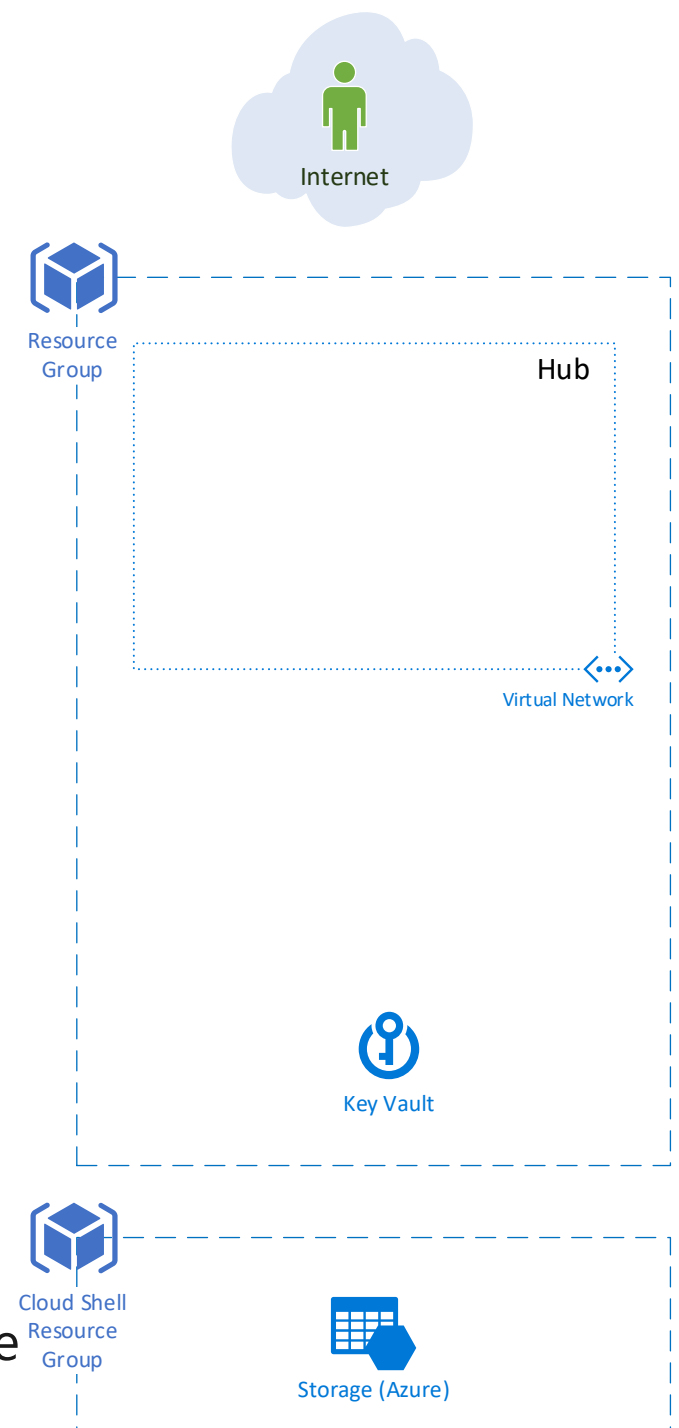 Internet
Resource
Group
Hub
Virtual Network
Key Vault
Cloud Shell
Resource
Group
e
Storage (Azure)